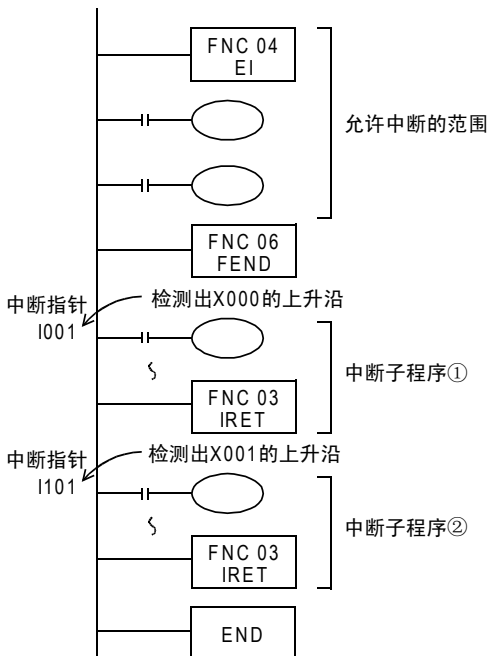 FNC 04
EI
允许中断的范围
FNC 06
FEND
中断指针
I001
检测出X000的上升沿
中断子程序①
FNC 03
IRET
中断指针
I101
检测出X001的上升沿
中断子程序②
FNC 03
IRET
END